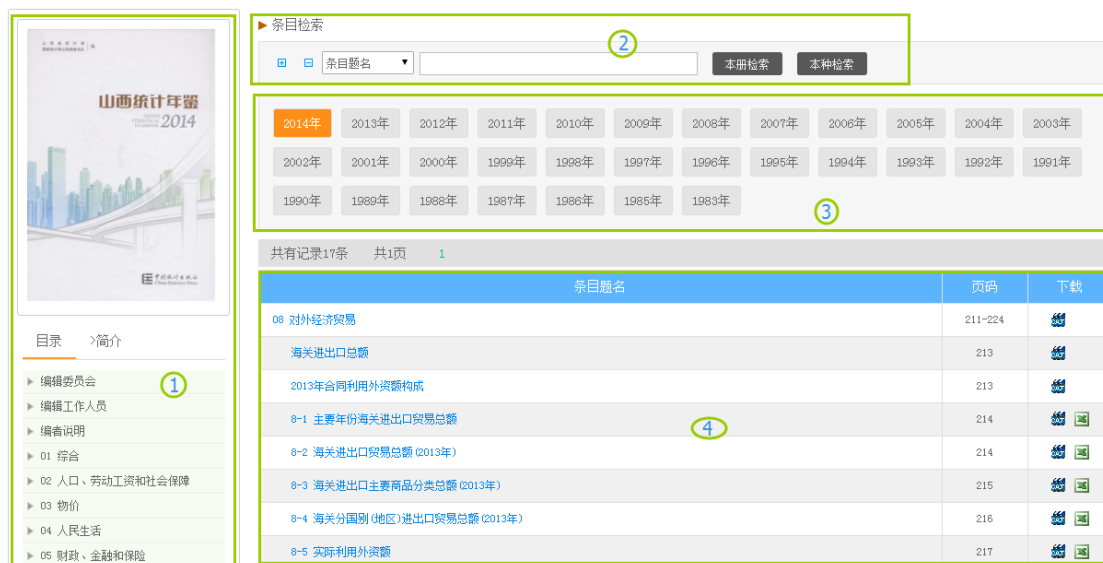 山西统计年鉴
2014
中国统计出版社
China Statistics Press
目录
>简介
编辑委员会
①
编辑工作人员
编者说明
01 综合
02 人口、劳动工资和社会保障
03 物价
04 人民生活
05 财政、金融和保险
条目检索
②
条目题名 本册检索 本种检索
2014年 2013年 2012年 2011年 2010年 2009年 2008年 2007年 2006年 2005年 2004年 2003年
2002年 2001年 2000年 1999年 1998年 1997年 1996年 1995年 1994年 1993年 1992年 1991年
1990年 1989年 1988年 1987年 1986年 1985年 1983年
③
共有记录17条 共1页 1
条目题名 页码 下载
08 对外经济贸易 211-224
海关进出口总额 213
2013年合同利用外资额构成 213
8-1 主要年份海关进出口贸易总额 214
④
8-2 海关进出口贸易总额(2013年) 214
8-3 海关进出口主要商品分类总额(2013年) 215
8-4 海关分国别(地区)进出口贸易总额(2013年) 216
8-5 实际利用外资额 217